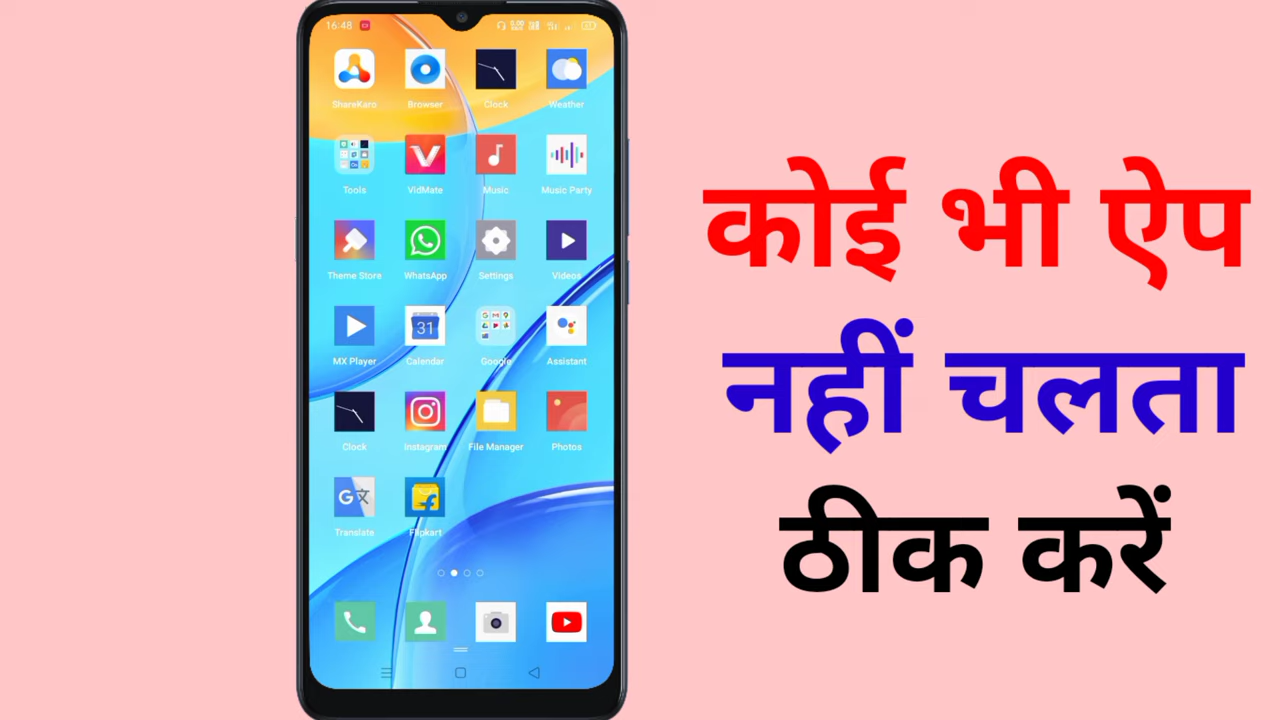 16:48
ShareKaro Browser Clock Weather
Tools VidMate Music Music Party
Theme Store WhatsApp Settings Videos
31
MX Player Calendar Google Assistant
Clock Instagram File Manager Photos
Translate Flipkart
कोई भी ऐप
नहीं चलता
ठीक करें